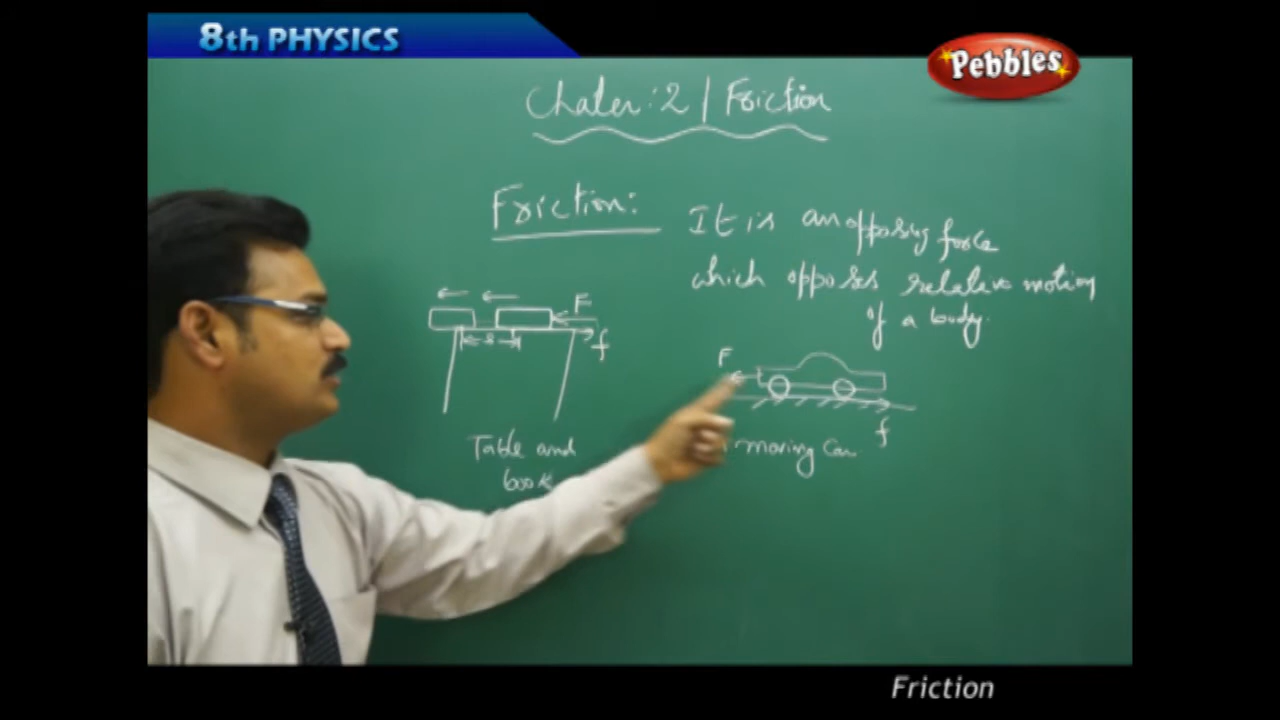 8th PHYSICS
Pebbles
Chater: 2 | Friction
Friction:
It is an opposing force
which opposes relative motion
of a body.
F
s
f
Table and
book
F
f
moving Car
Friction